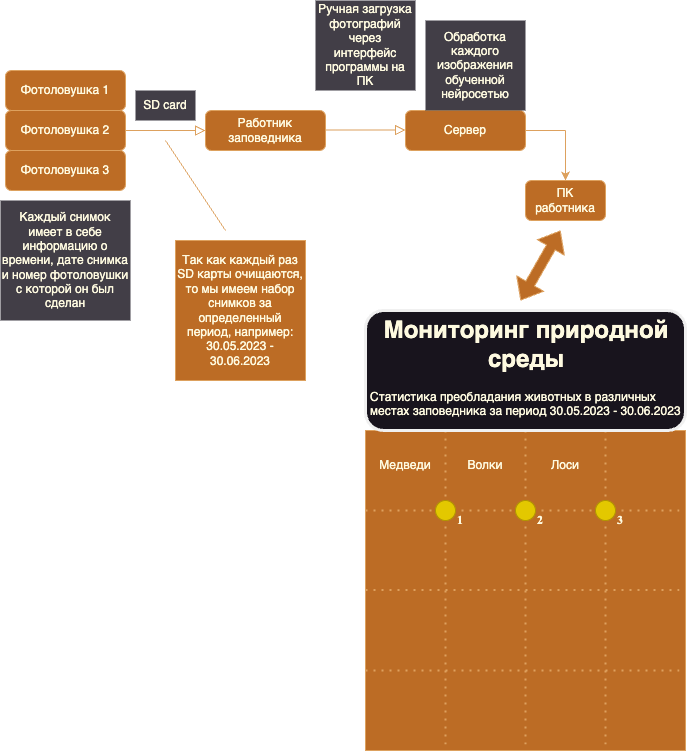 Ручная загрузка
фотографий
через
интерфейс
программы на
ПК
Обработка
каждого
изображения
обученной
нейросетью
Фотоловушка 1
Фотоловушка 2
Фотоловушка 3
SD card
Работник
заповедника
Сервер
ПК
работника
Каждый снимок
имеет в себе
информацию о
времени, дате снимка
и номер фотоловушки
с которой он был
сделан
Так как каждый раз
SD карты очищаются,
то мы имеем набор
снимков за
определенный
период, например:
30.05.2023 -
30.06.2023
Мониторинг природной
среды
Статистика преобладания животных в различных
местах заповедника за период 30.05.2023 - 30.06.2023
Медведи
Волки
Лоси
1
2
3